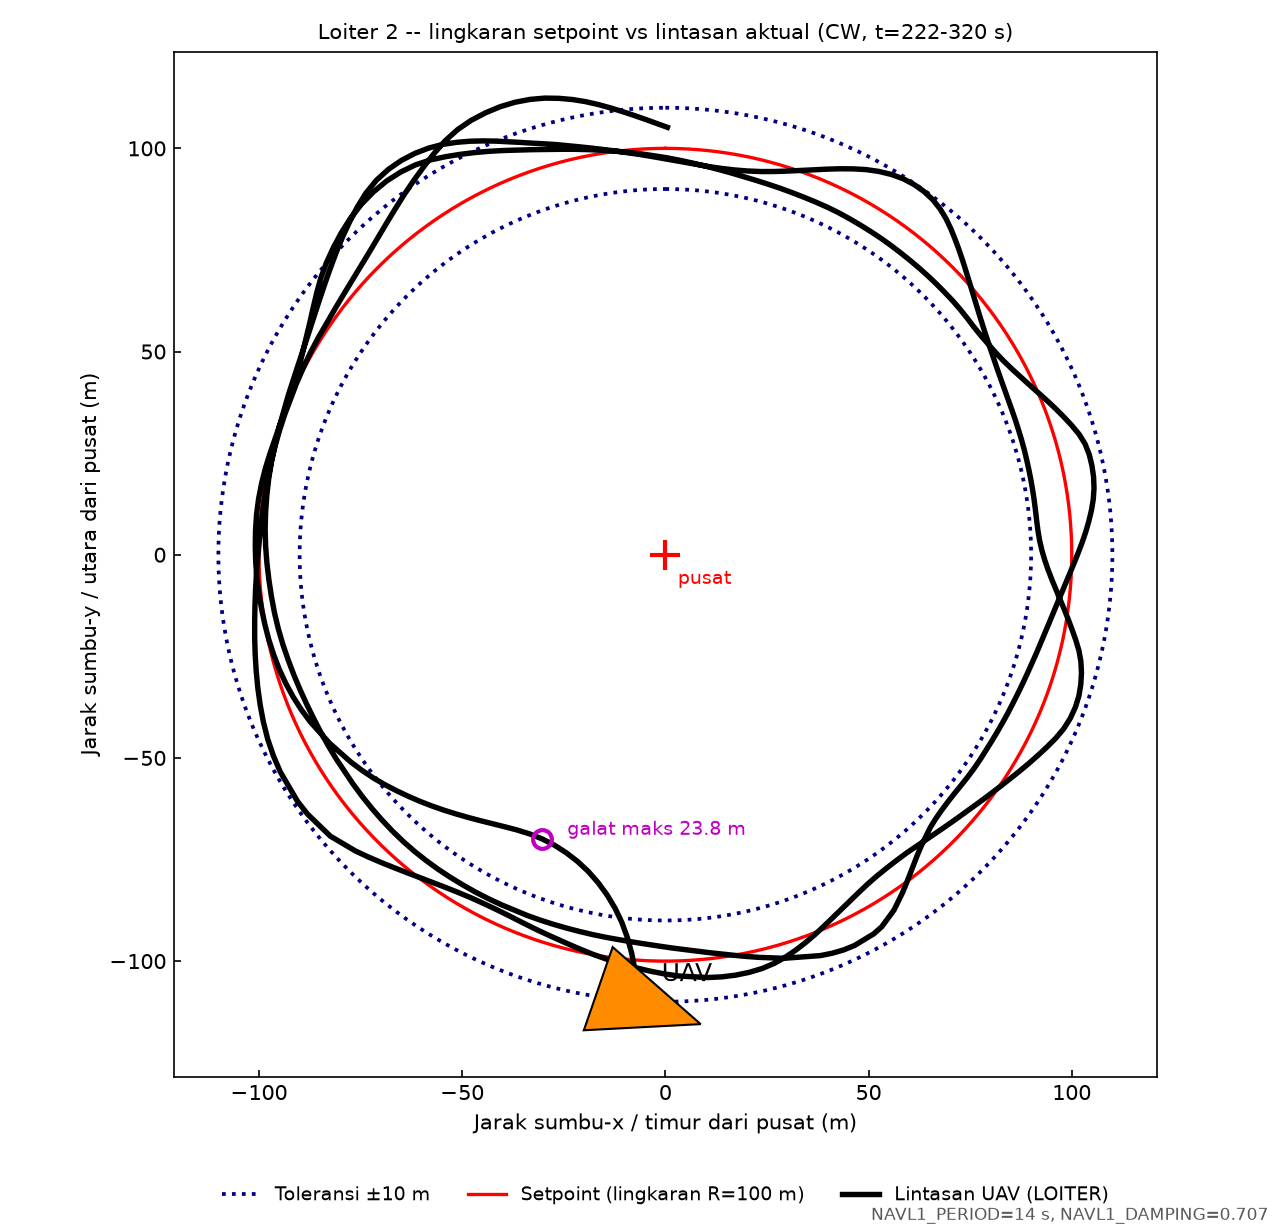 Loiter 2 -- lingkaran setpoint vs lintasan aktual (CW, t=222-320 s)
Jarak sumbu-y / utara dari pusat (m)
100
50
0
−50
−100
pusat
galat maks 23.8 m
UAV
−100
−50
0
50
100
Jarak sumbu-x / timur dari pusat (m)
Toleransi ±10 m
Setpoint (lingkaran R=100 m)
Lintasan UAV (LOITER)
NAVL1_PERIOD=14 s, NAVL1_DAMPING=0.707